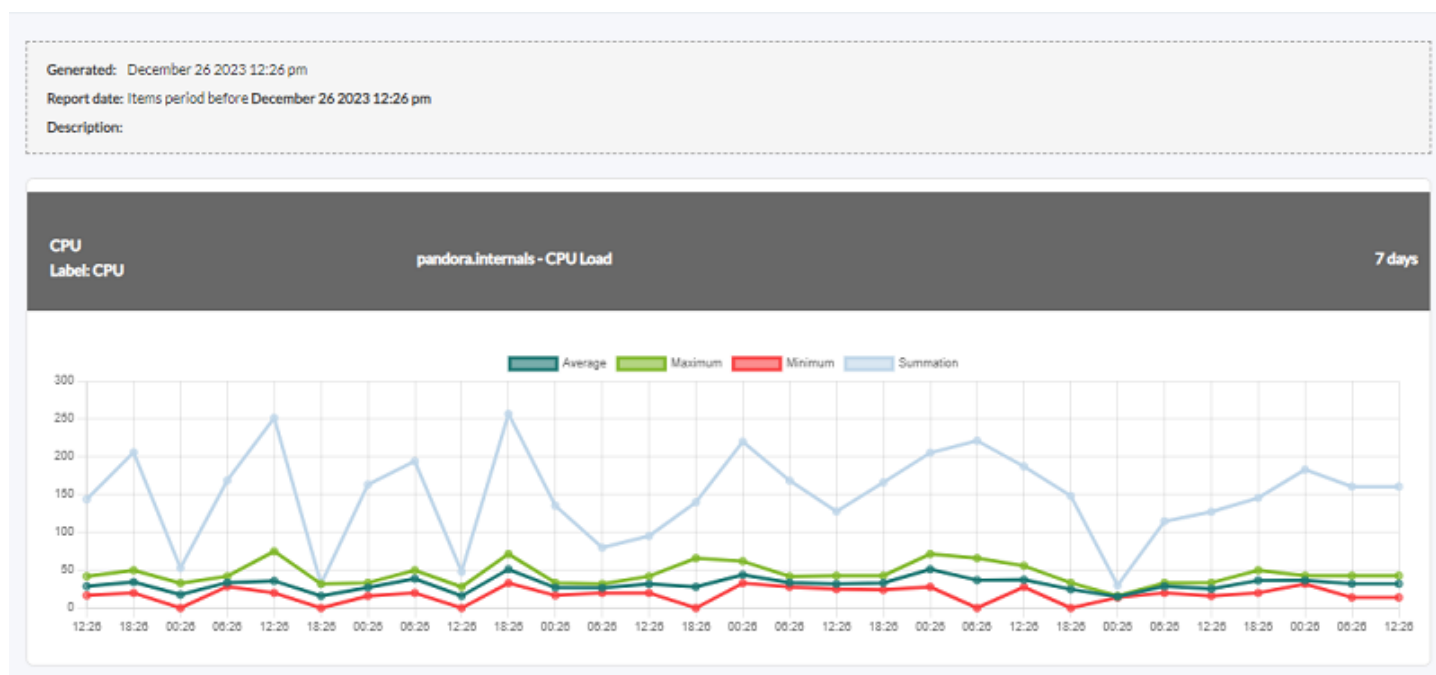 Generated: December 26 2023 12:26 pm
Report date: Items period before December 26 2023 12:26 pm
Description:
CPU
Label: CPU
pandora.internals - CPU Load
7 days
Average Maximum Minimum Summation
300
250
200
150
100
50
0
12:26 18:26 00:26 06:26 12:26 18:26 00:26 06:26 12:26 18:26 00:26 06:26 12:26 18:26 00:26 06:26 12:26 18:26 00:26 06:26 12:26 18:26 00:26 06:26 12:26 18:26 00:26 06:26 12:26